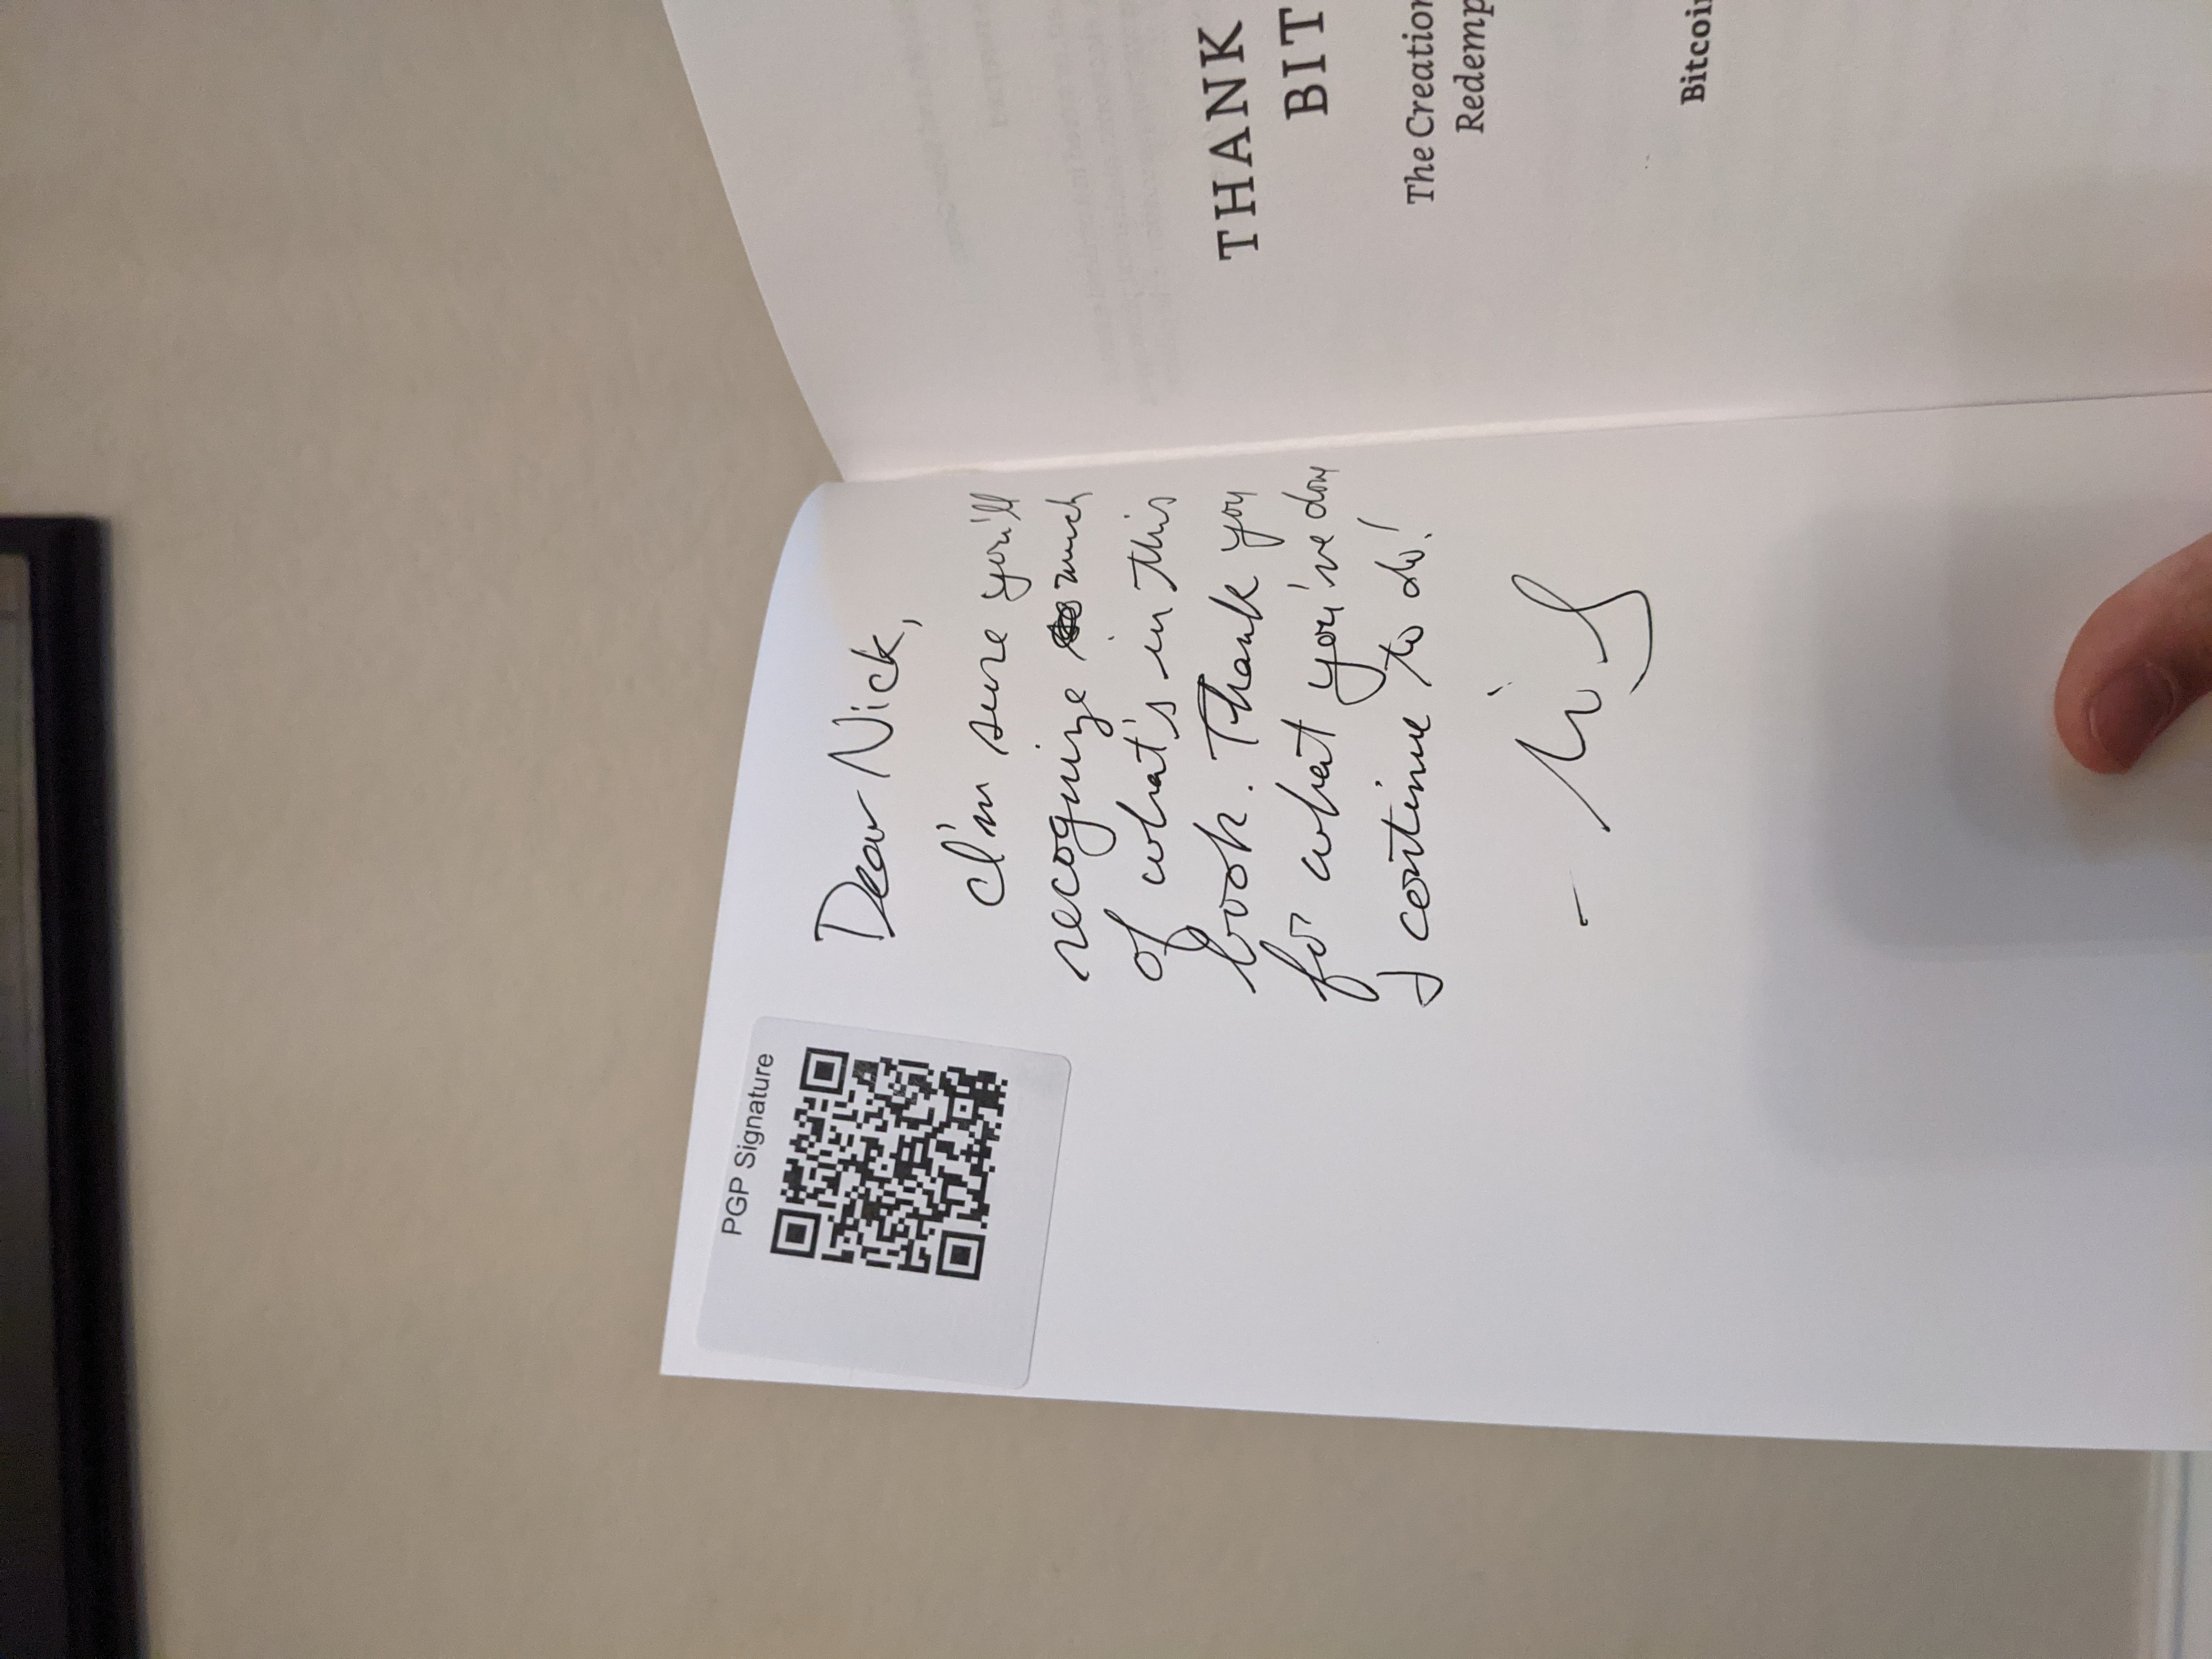 PGP Signature
Dear Nick,
I'm sure you'll
recognize much
of what's in this
book. Thank you
for what you've done
continue to do!
THANK
BIT
The Creation
Redemp
Bitcoi